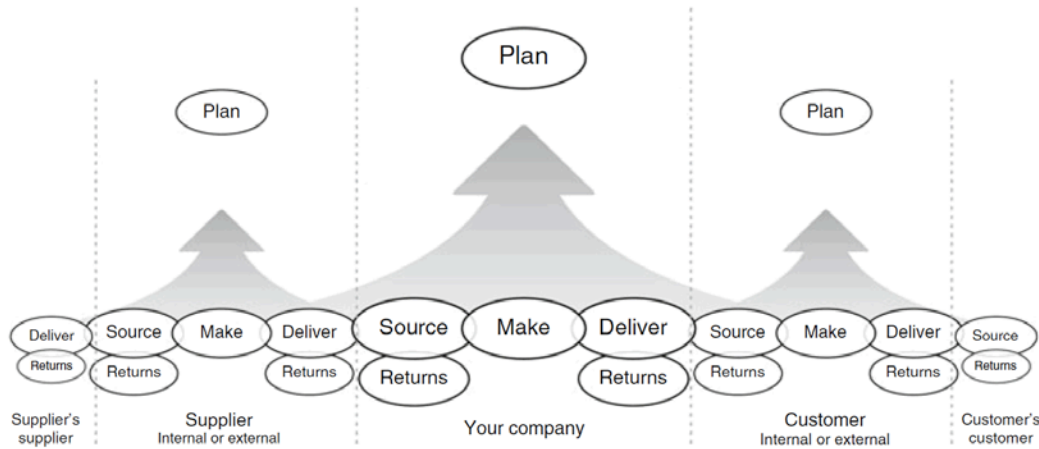 Plan
Plan
Plan
Deliver
Source
Make
Deliver
Source
Make
Deliver
Source
Make
Deliver
Source
Returns
Returns
Returns
Returns
Returns
Returns
Returns
Returns
Supplier's
supplier
Supplier
Internal or external
Your company
Customer
Internal or external
Customer's
customer